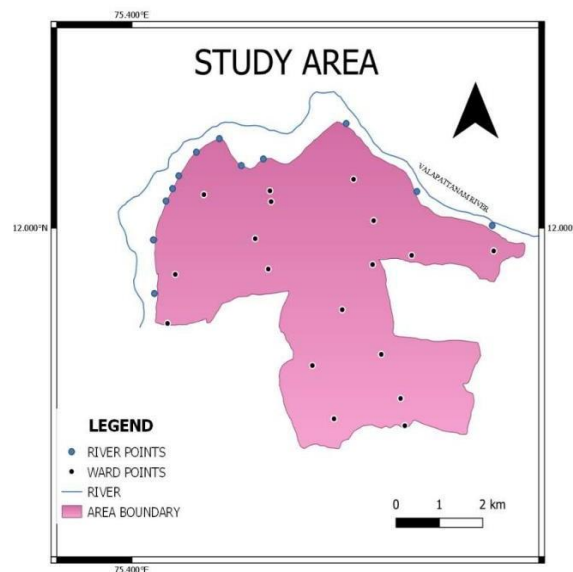 75.400°E
STUDY AREA
VALAPATTANAM RIVER
12.000°N
12.000°
LEGEND
RIVER POINTS
WARD POINTS
RIVER
AREA BOUNDARY
0 1 2 km
75.400°E